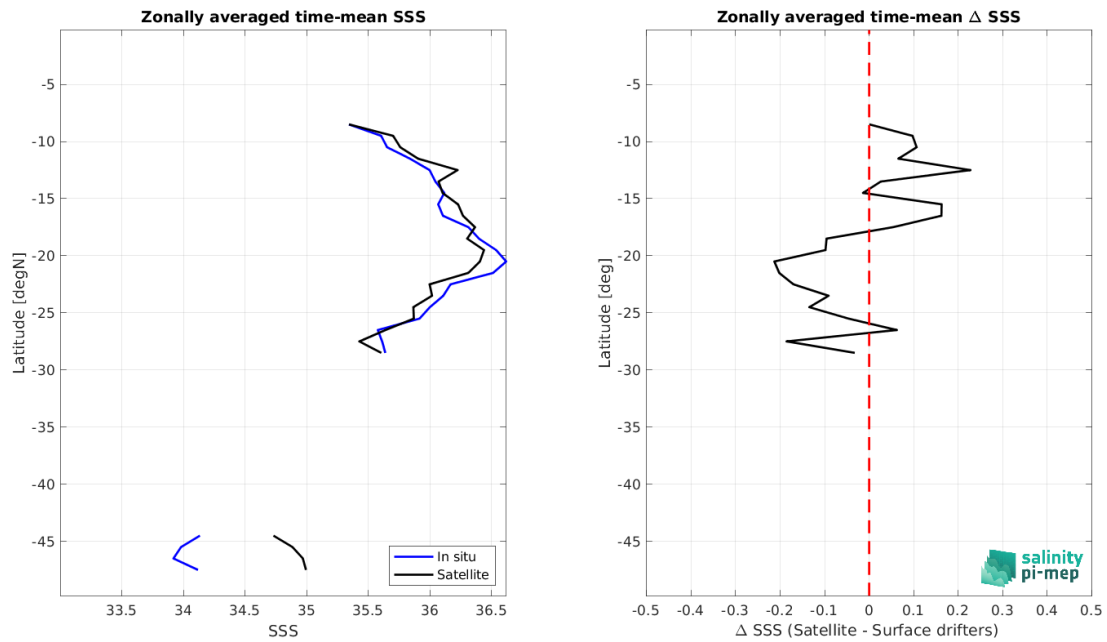 Zonally averaged time-mean SSS
-5
-10
-15
-20
-25
-30
-35
-40
-45
Latitude [degN]
33.5 34 34.5 35 35.5 36 36.5
SSS
In situ
Satellite
Zonally averaged time-mean Δ SSS
-5
-10
-15
-20
-25
-30
-35
-40
-45
Latitude [deg]
-0.5 -0.4 -0.3 -0.2 -0.1 0 0.1 0.2 0.3 0.4 0.5
Δ SSS (Satellite - Surface drifters)
salinity
pi-mep